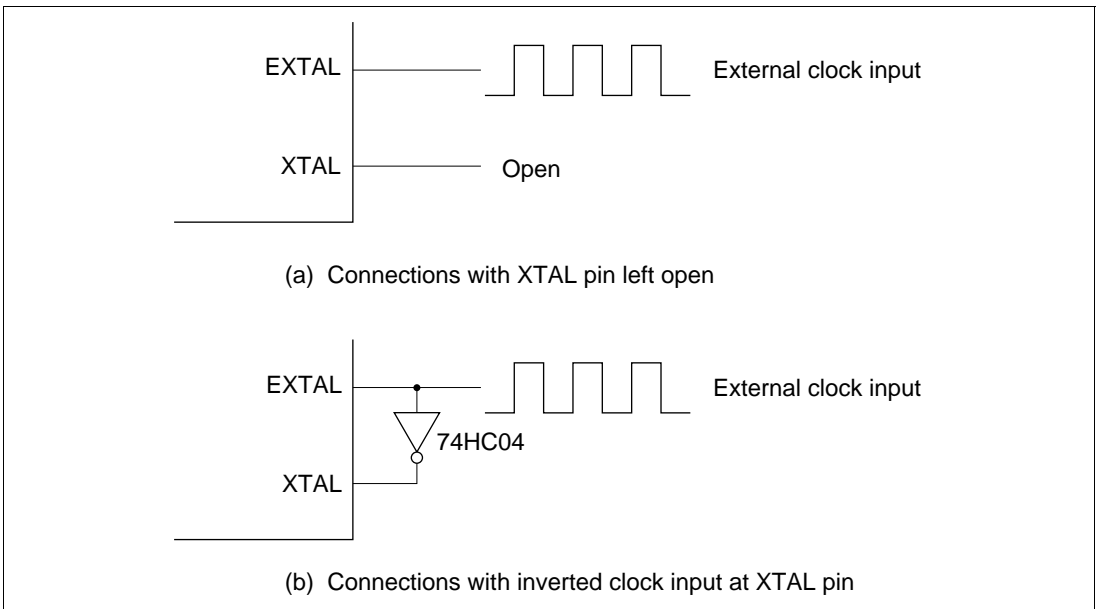 EXTAL
External clock input
XTAL
Open
(a) Connections with XTAL pin left open
EXTAL
External clock input
74HC04
XTAL
(b) Connections with inverted clock input at XTAL pin